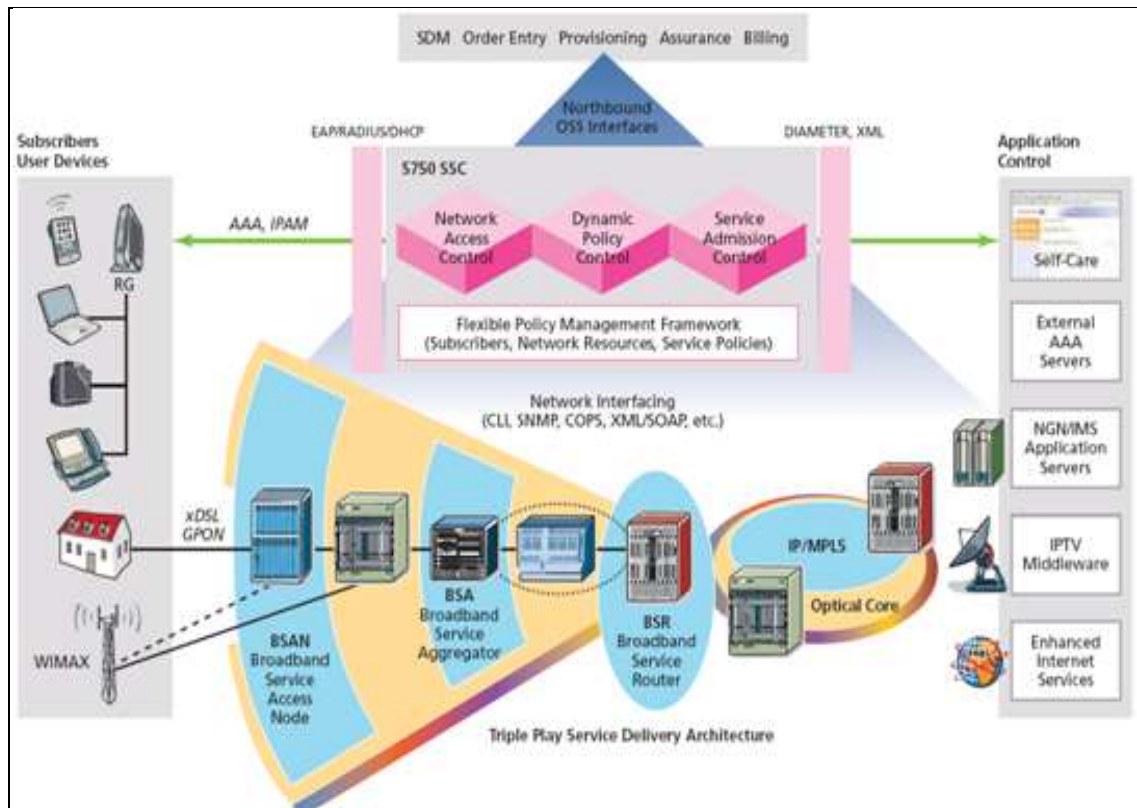 SDM Order Entry Provisioning Assurance Billing
Northbound
OSS Interfaces
EAP/RADIUS/DHCP
DIAMETER, XML
Subscribers
User Devices
Application
Control
5750 SSC
AAA, IPAM
Network
Access
Control
Dynamic
Policy
Control
Service
Admission
Control
Self-Care
RG
Flexible Policy Management Framework
(Subscribers, Network Resources, Service Policies)
External
AAA
Servers
Network Interfacing
(CLI, SNMP, COPS, XML/SOAP, etc.)
NGN/IMS
Application
Servers
xDSL
GPON
IP/MPLS
IPTV
Middleware
Optical Core
BSA
Broadband
Service
Aggregator
BSR
Broadband
Service
Router
BSAN
Broadband
Service
Access
Node
WIMAX
Enhanced
Internet
Services
Triple Play Service Delivery Architecture